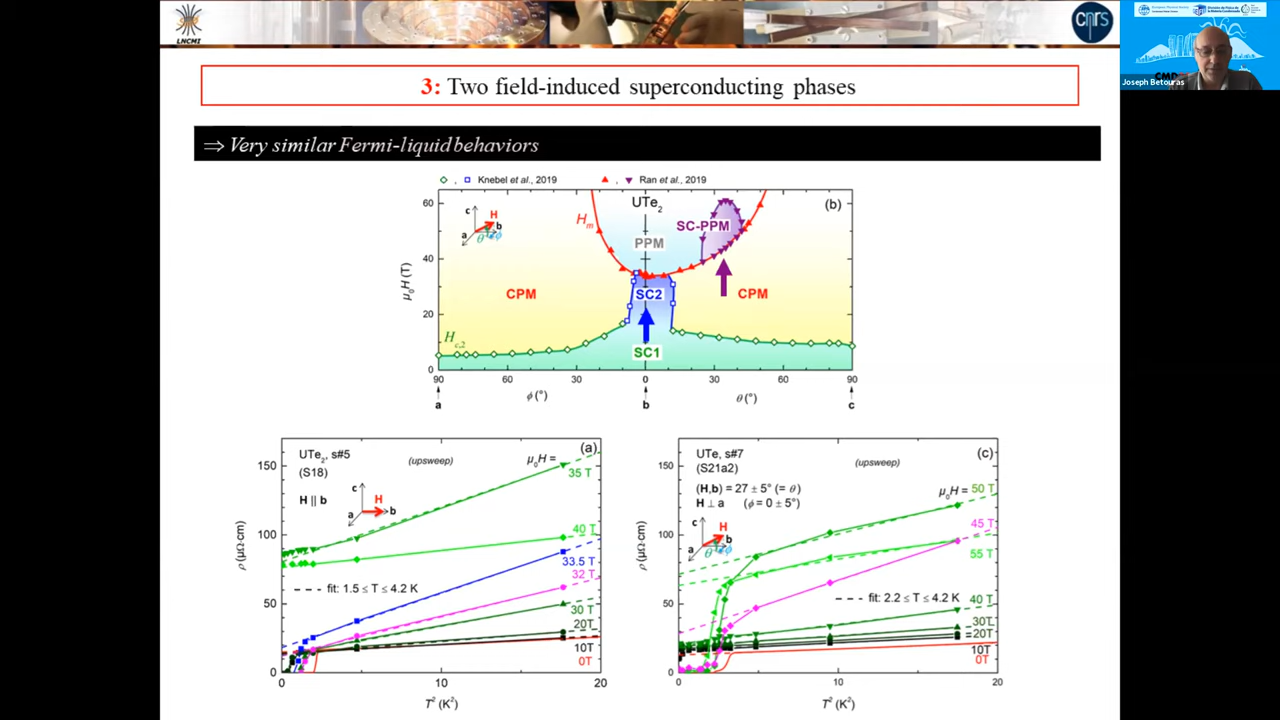 LNCMI
cnrs
Joseph Betouras
3: Two field-induced superconducting phases
⇒ Very similar Fermi-liquid behaviors
Knebel et al., 2019
Ran et al., 2019
UTe2
(b)
c
H
a
b
θ
ϕ
Hm
SC-PPM
PPM
CPM
SC2
CPM
Hc,2
SC1
μ0H (T)
60
40
20
0
90
60
30
0
30
60
90
ϕ (°)
θ (°)
a
b
c
UTe2, s#5
(S18)
(upsweep)
(a)
μ0H =
H || b
c
H
a
b
35 T
40 T
33.5T
32 T
30 T
20T
10T
0T
fit: 1.5 ≤ T ≤ 4.2 K
ρ (μΩ.cm)
150
100
50
0
0
10
20
T2 (K2)
UTe, s#7
(S21a2)
(upsweep)
(c)
(H,b) = 27 ± 5° (= θ)
H ⊥ a (ϕ = 0 ± 5°)
μ0H = 50 T
c
H
a
b
θ
ϕ
45 T
55 T
40 T
30T
20T
10T
0T
fit: 2.2 ≤ T ≤ 4.2 K
ρ (μΩ.cm)
150
100
50
0
0
10
20
T2 (K2)